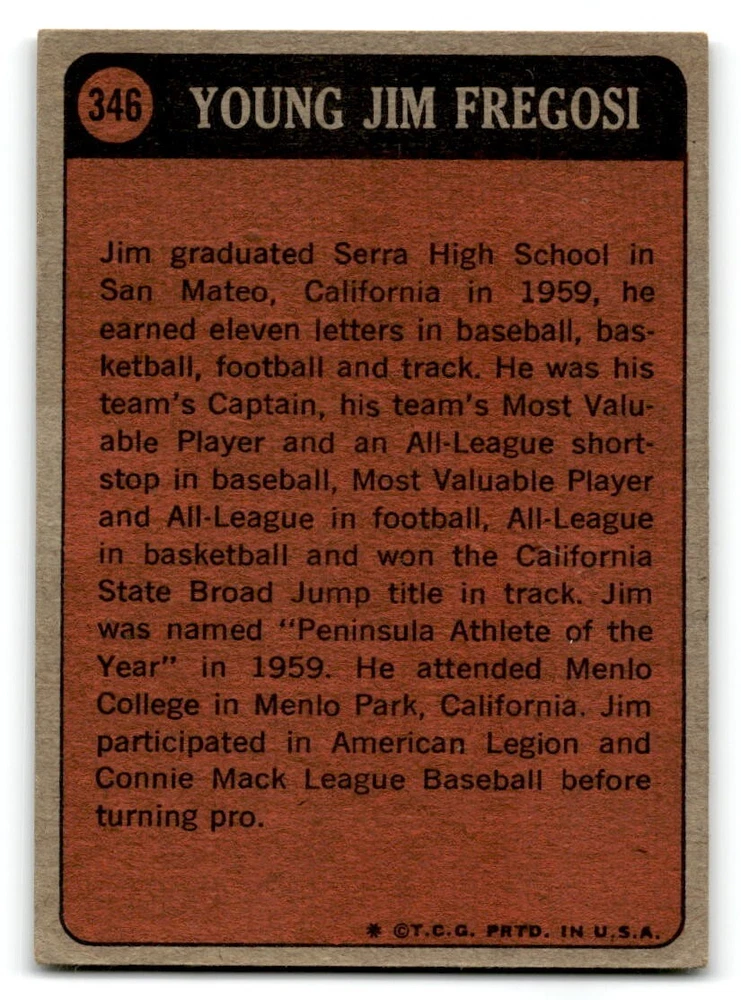 346 YOUNG JIM FREGOSI
Jim graduated Serra High School in
San Mateo, California in 1959, he
earned eleven letters in baseball, bas-
ketball, football and track. He was his
team's Captain, his team's Most Valu-
able Player and an All-League short-
stop in baseball, Most Valuable Player
and All-League in football, All-League
in basketball and won the California
State Broad Jump title in track. Jim
was named "Peninsula Athlete of the
Year" in 1959. He attended Menlo
College in Menlo Park, California. Jim
participated in American Legion and
Connie Mack League Baseball before
turning pro.
* ©T.C.G. PRTD. IN U.S.A.